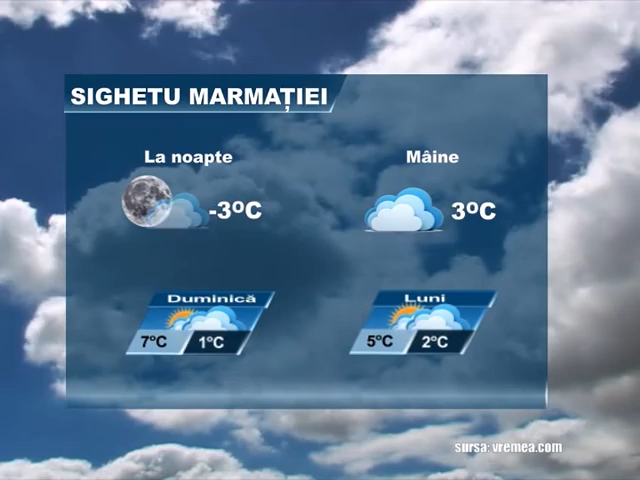 SIGHETU MARMAȚIEI
La noapte
Mâine
-3ºC
3ºC
Duminică
Luni
7ºC 1ºC
5ºC 2ºC
sursa: vremea.com